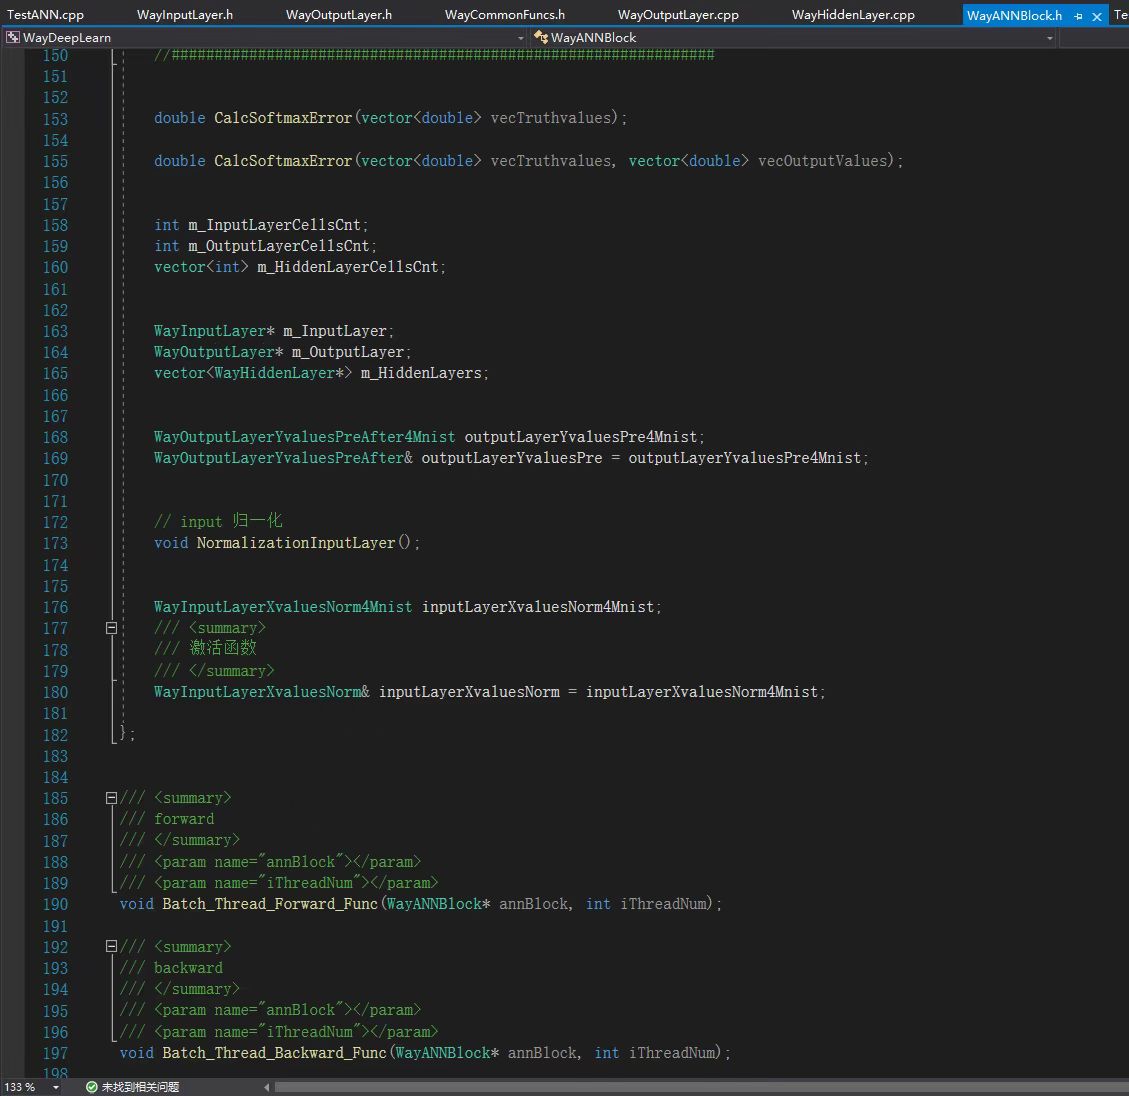 TestANN.cpp WayInputLayer.h WayOutputLayer.h WayCommonFuncs.h WayOutputLayer.cpp WayHiddenLayer.cpp WayANNBlock.h Te
WayDeepLearn WayANNBlock
150 //###############################################################
151
152
153 double CalcSoftmaxError(vector<double> vecTruthvalues);
154
155 double CalcSoftmaxError(vector<double> vecTruthvalues, vector<double> vecOutputValues);
156
157
158 int m_InputLayerCellsCnt;
159 int m_OutputLayerCellsCnt;
160 vector<int> m_HiddenLayerCellsCnt;
161
162
163 WayInputLayer* m_InputLayer;
164 WayOutputLayer* m_OutputLayer;
165 vector<WayHiddenLayer*> m_HiddenLayers;
166
167
168 WayOutputLayerYvaluesPreAfter4Mnist outputLayerYvaluesPre4Mnist;
169 WayOutputLayerYvaluesPreAfter& outputLayerYvaluesPre = outputLayerYvaluesPre4Mnist;
170
171
172 // input 归一化
173 void NormalizationInputLayer();
174
175
176 WayInputLayerXvaluesNorm4Mnist inputLayerXvaluesNorm4Mnist;
177 /// <summary>
178 /// 激活函数
179 /// </summary>
180 WayInputLayerXvaluesNorm& inputLayerXvaluesNorm = inputLayerXvaluesNorm4Mnist;
181
182 };
183
184
185 /// <summary>
186 /// forward
187 /// </summary>
188 /// <param name="annBlock"></param>
189 /// <param name="iThreadNum"></param>
190 void Batch_Thread_Forward_Func(WayANNBlock* annBlock, int iThreadNum);
191
192 /// <summary>
193 /// backward
194 /// </summary>
195 /// <param name="annBlock"></param>
196 /// <param name="iThreadNum"></param>
197 void Batch_Thread_Backward_Func(WayANNBlock* annBlock, int iThreadNum);
198
133 % 未找到相关问题